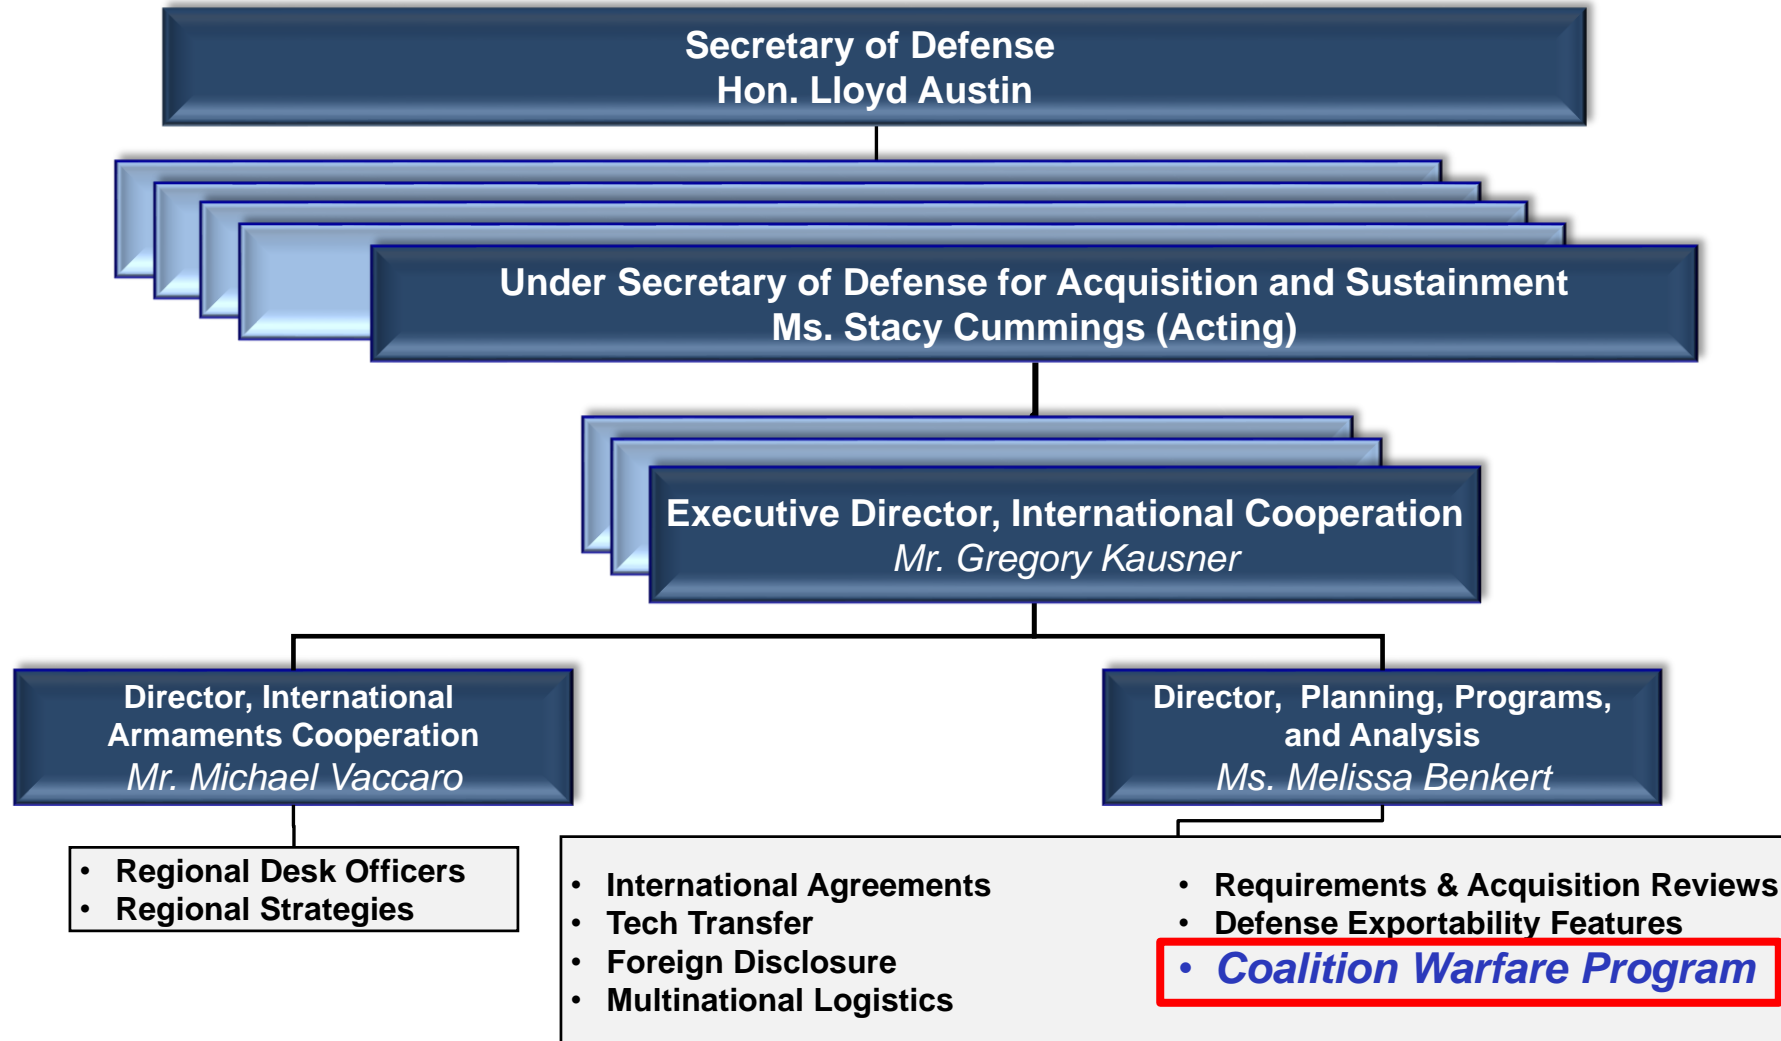 Secretary of Defense
Hon. Lloyd Austin
Under Secretary of Defense for Acquisition and Sustainment
Ms. Stacy Cummings (Acting)
Executive Director, International Cooperation
Mr. Gregory Kausner
Director, International
Armaments Cooperation
Mr. Michael Vaccaro
Director, Planning, Programs,
and Analysis
Ms. Melissa Benkert
• Regional Desk Officers
• Regional Strategies
• International Agreements
• Tech Transfer
• Foreign Disclosure
• Multinational Logistics
• Requirements & Acquisition Reviews
• Defense Exportability Features
• Coalition Warfare Program